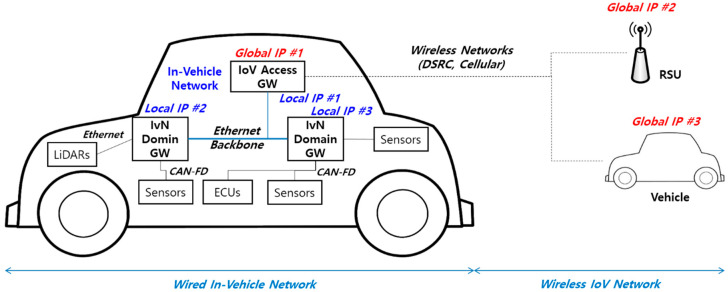 Global IP #2
Global IP #1
Wireless Networks
(DSRC, Cellular)
RSU
In-Vehicle
Network
IoV Access
GW
Local IP #1
Local IP #2
Local IP #3
Global IP #3
Ethernet
IvN
Domin
GW
Ethernet
Backbone
IvN
Domain
GW
Sensors
LiDARs
CAN-FD
CAN-FD
Sensors
ECUs
Sensors
Vehicle
Wired In-Vehicle Network
Wireless IoV Network